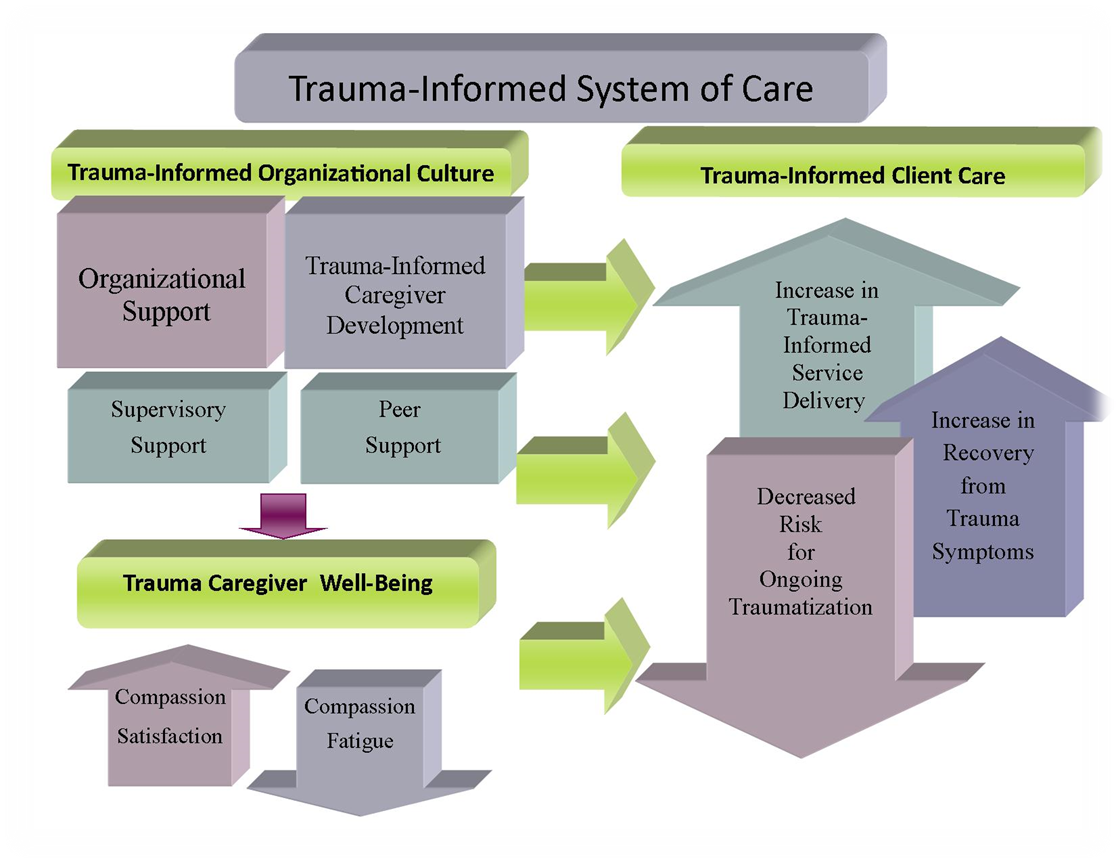 Trauma-Informed System of Care
Trauma-Informed Organizational Culture
Organizational
Support
Trauma-Informed
Caregiver
Development
Supervisory
Support
Peer
Support
Trauma Caregiver Well-Being
Compassion
Satisfaction
Compassion
Fatigue
Trauma-Informed Client Care
Increase in
Trauma-
Informed
Service
Delivery
Increase in
Recovery
from
Trauma
Symptoms
Decreased
Risk
for
Ongoing
Traumatization